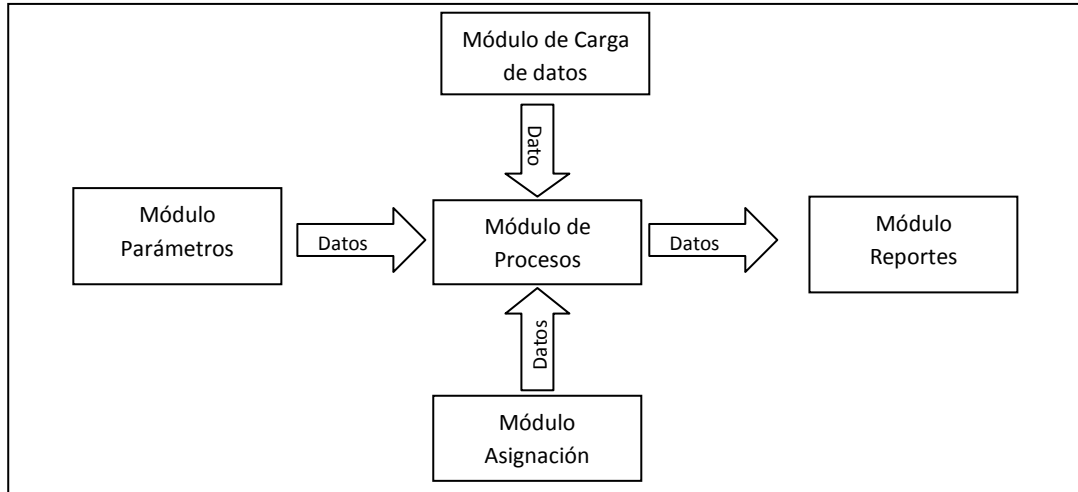 Módulo de Carga
de datos
Dato
Módulo
Parámetros
Datos
Módulo de
Procesos
Datos
Módulo
Reportes
Datos
Módulo
Asignación